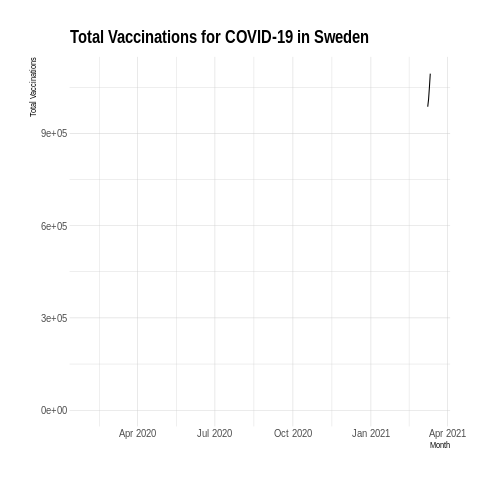 Total Vaccinations for COVID-19 in Sweden
Total Vaccinations
9e+05
6e+05
3e+05
0e+00
Apr 2020 Jul 2020 Oct 2020 Jan 2021 Apr 2021
Month